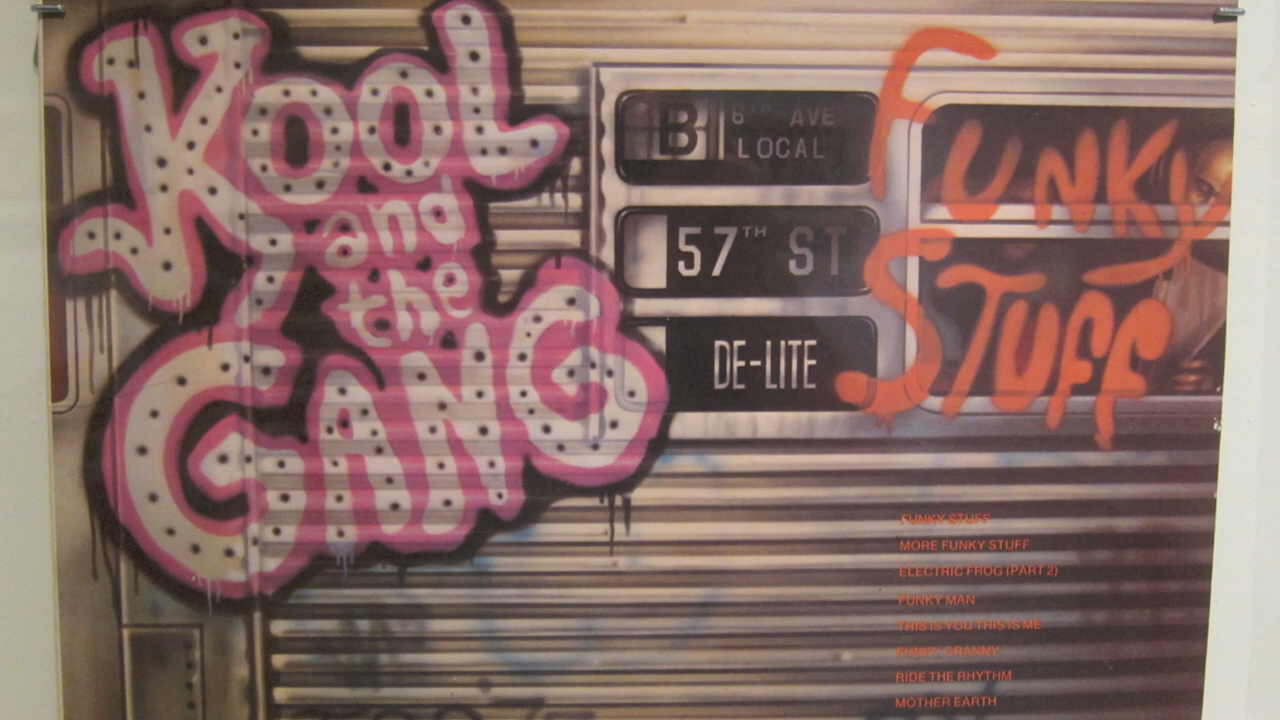 KOOL
and
the
GANG
B 6TH AVE
LOCAL
57TH ST
DE-LITE
FUNKY
STUFF
FUNKY STUFF
MORE FUNKY STUFF
ELECTRIC FROG (PART 2)
FUNKY MAN
THIS IS YOU THIS IS ME
FUNKY GRANNY
RIDE THE RHYTHM
MOTHER EARTH